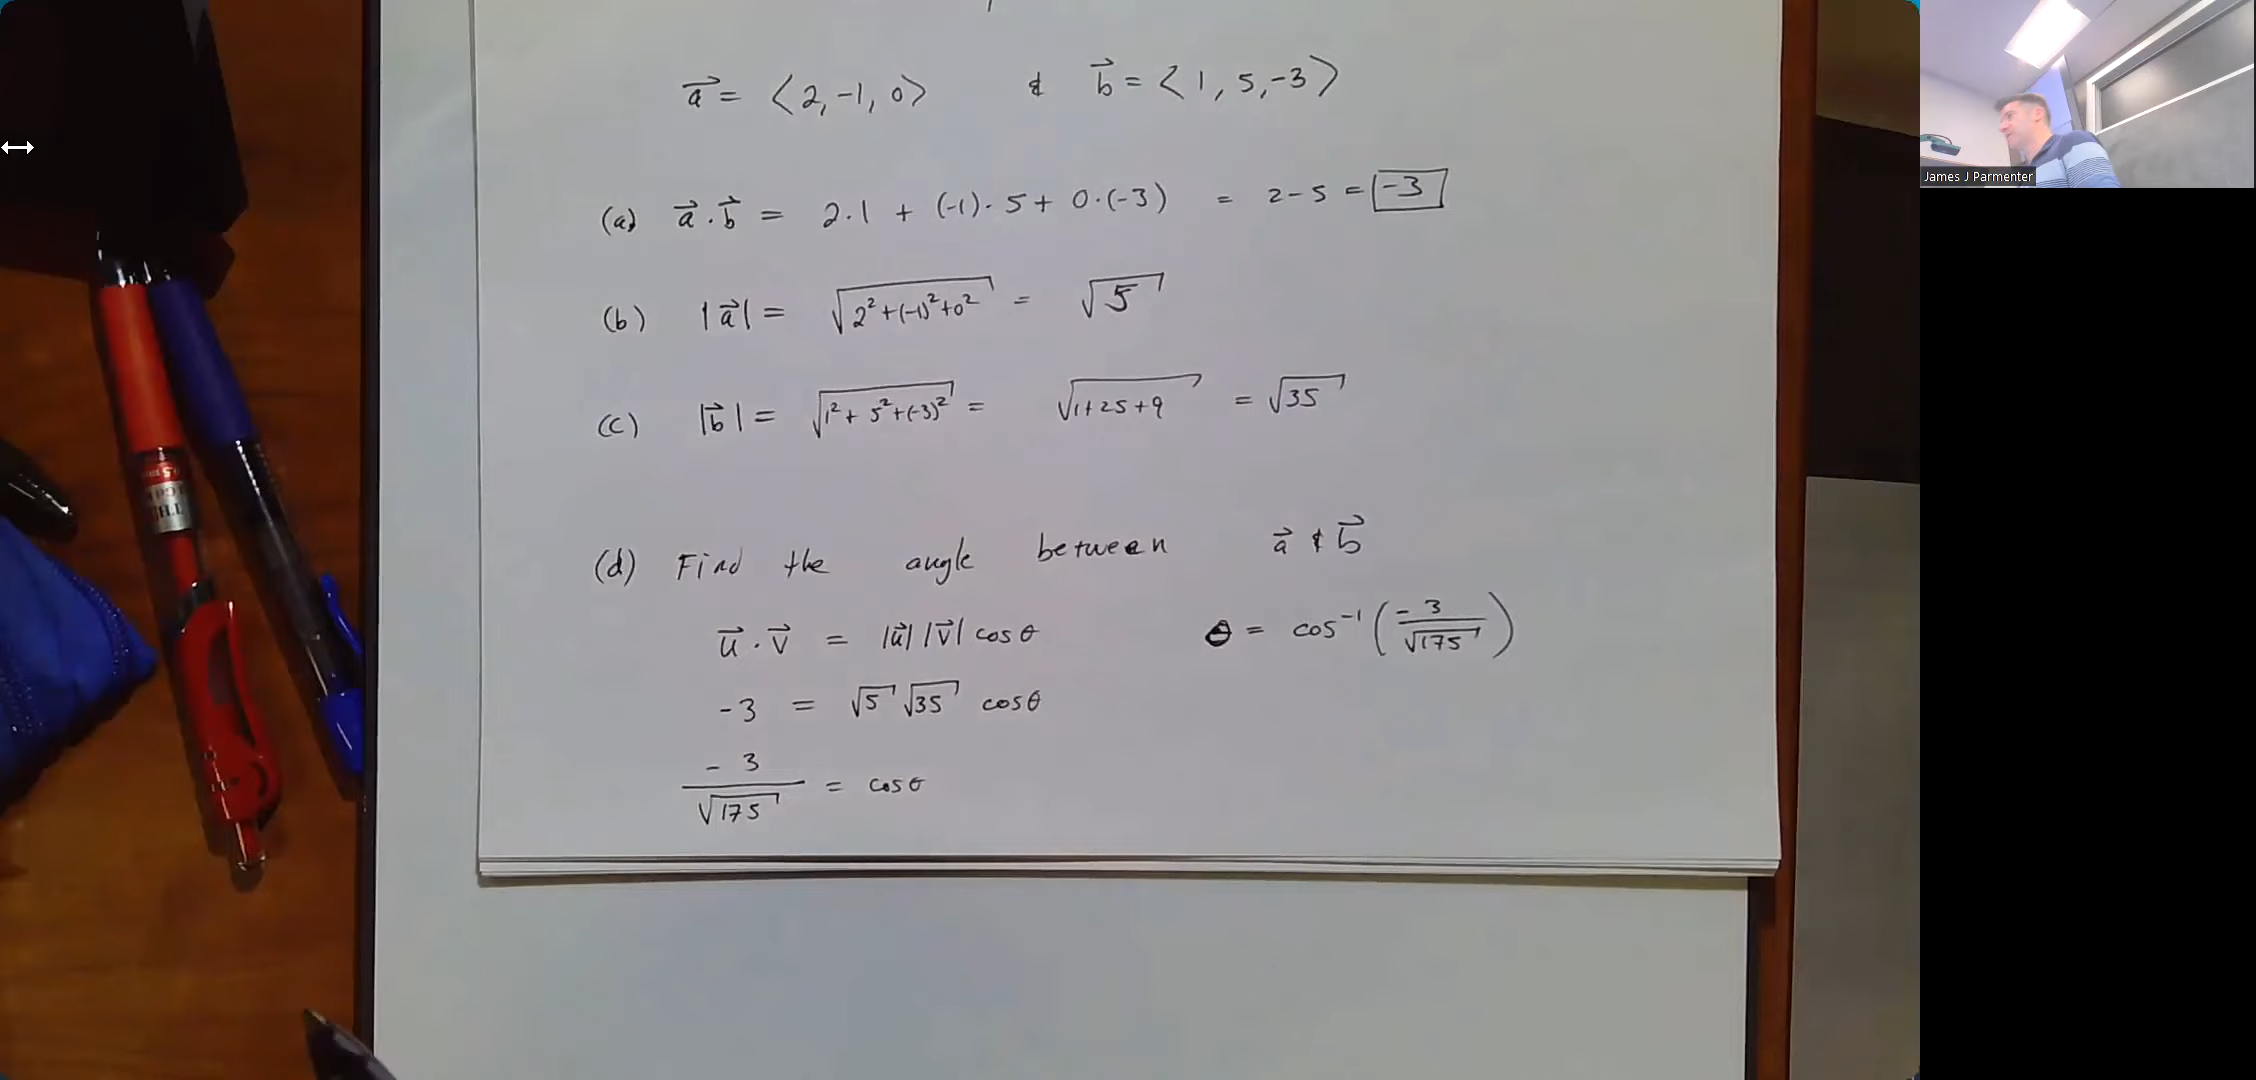 a⃗ = ⟨2, -1, 0⟩ & b⃗ = ⟨1, 5, -3⟩
James J Parmenter
(a) a⃗ · b⃗ = 2·1 + (-1)·5 + 0·(-3) = 2-5 = -3
(b) |a⃗| = √(2² + (-1)² + 0²) = √5
(c) |b⃗| = √(1² + 5² + (-3)²) = √(1+25+9) = √35
(d) Find the angle between a⃗ & b⃗
u⃗ · v⃗ = |u⃗| |v⃗| cos θ
θ = cos⁻¹(-3/√175)
-3 = √5 √35 cos θ
-3/√175 = cos θ